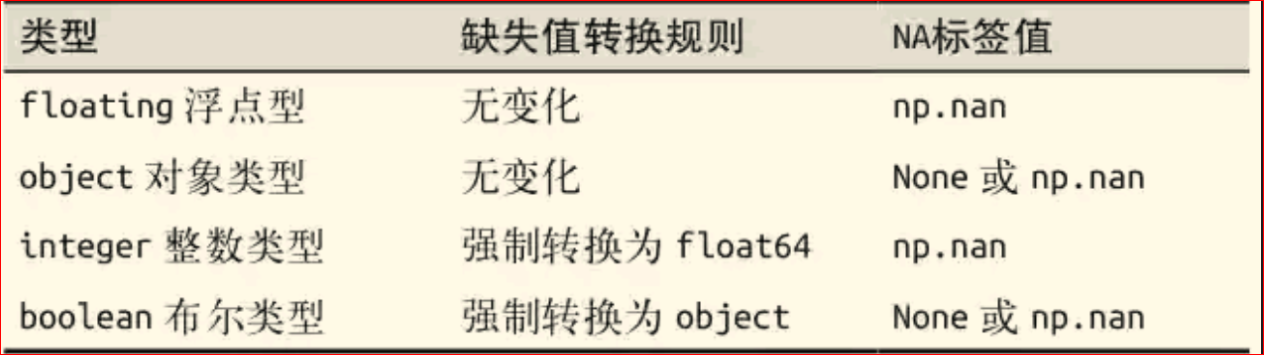 类型 缺失值转换规则 NA标签值
floating 浮点型 无变化 np.nan
object 对象类型 无变化 None 或 np.nan
integer 整数类型 强制转换为 float64 np.nan
boolean 布尔类型 强制转换为 object None 或 np.nan